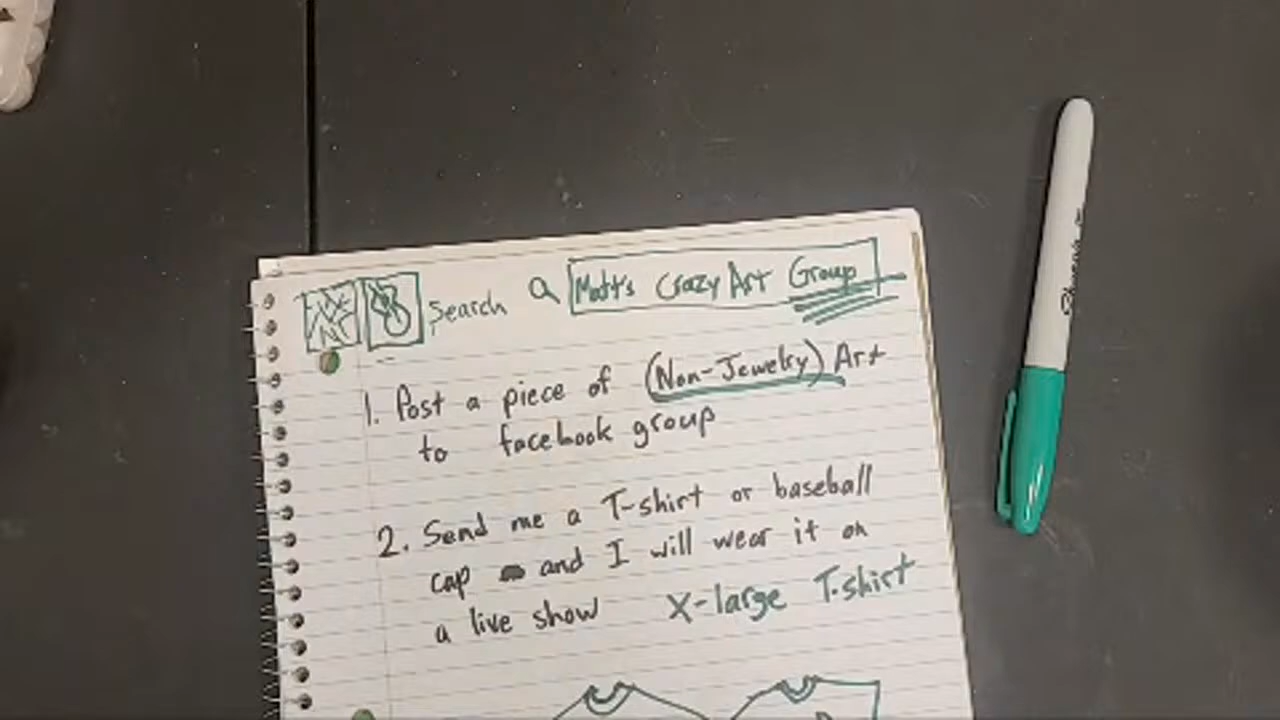 Search Matt's Crazy Art Group
1. Post a piece of (Non-Jewelry) Art
to facebook group
2. Send me a T-shirt or baseball
cap and I will wear it on
a live show X-large T-shirt